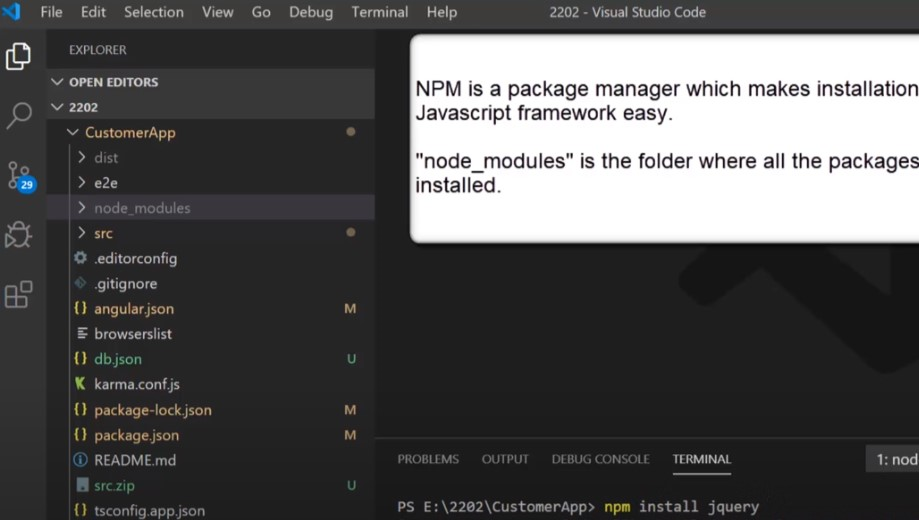 File Edit Selection View Go Debug Terminal Help 2202 - Visual Studio Code
EXPLORER
OPEN EDITORS
2202
CustomerApp
dist
e2e
29
node_modules
src
.editorconfig
.gitignore
{} angular.json M
browserslist
{} db.json U
K karma.conf.js
{} package-lock.json M
{} package.json M
README.md
src.zip U
{} tsconfig.app.json
NPM is a package manager which makes installation
Javascript framework easy.
"node_modules" is the folder where all the packages
installed.
PROBLEMS OUTPUT DEBUG CONSOLE TERMINAL 1: nod
PS E:\2202\CustomerApp> npm install jquery